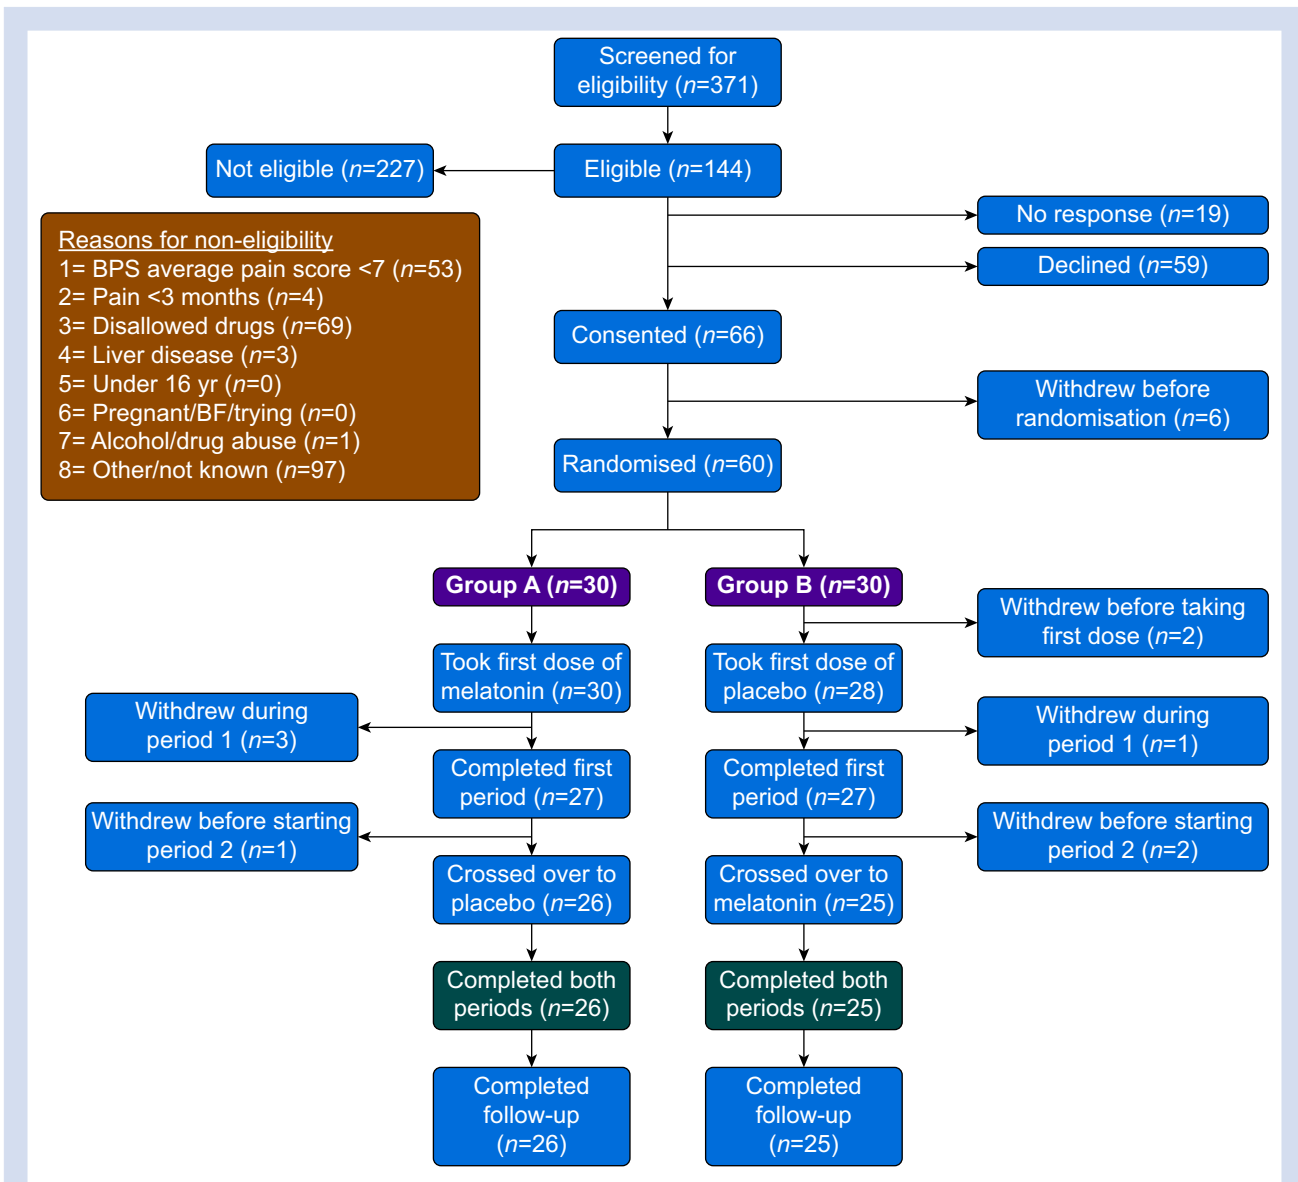 Screened for
eligibility (n=371)
Not eligible (n=227)
Eligible (n=144)
No response (n=19)
Declined (n=59)
Reasons for non-eligibility
1= BPS average pain score <7 (n=53)
2= Pain <3 months (n=4)
3= Disallowed drugs (n=69)
4= Liver disease (n=3)
5= Under 16 yr (n=0)
6= Pregnant/BF/trying (n=0)
7= Alcohol/drug abuse (n=1)
8= Other/not known (n=97)
Consented (n=66)
Withdrew before
randomisation (n=6)
Randomised (n=60)
Group A (n=30)
Group B (n=30)
Withdrew before taking
first dose (n=2)
Took first dose of
melatonin (n=30)
Took first dose of
placebo (n=28)
Withdrew during
period 1 (n=3)
Withdrew during
period 1 (n=1)
Completed first
period (n=27)
Completed first
period (n=27)
Withdrew before starting
period 2 (n=1)
Withdrew before starting
period 2 (n=2)
Crossed over to
placebo (n=26)
Crossed over to
melatonin (n=25)
Completed both
periods (n=26)
Completed both
periods (n=25)
Completed
follow-up
(n=26)
Completed
follow-up
(n=25)